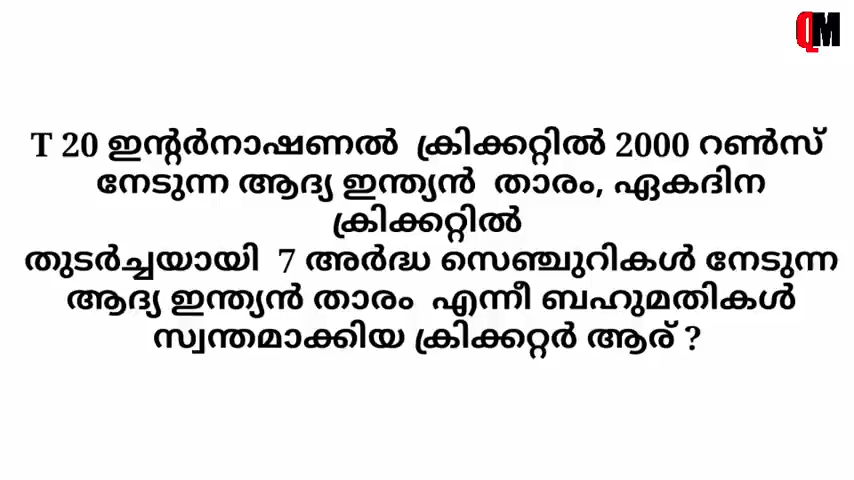 QM
T 20 ഇന്റർനാഷണൽ ക്രിക്കറ്റിൽ 2000 റൺസ്
നേടുന്ന ആദ്യ ഇന്ത്യൻ താരം, ഏകദിന
ക്രിക്കറ്റിൽ
തുടർച്ചയായി 7 അർദ്ധ സെഞ്ചുറികൾ നേടുന്ന
ആദ്യ ഇന്ത്യൻ താരം എന്നീ ബഹുമതികൾ
സ്വന്തമാക്കിയ ക്രിക്കറ്റർ ആര് ?